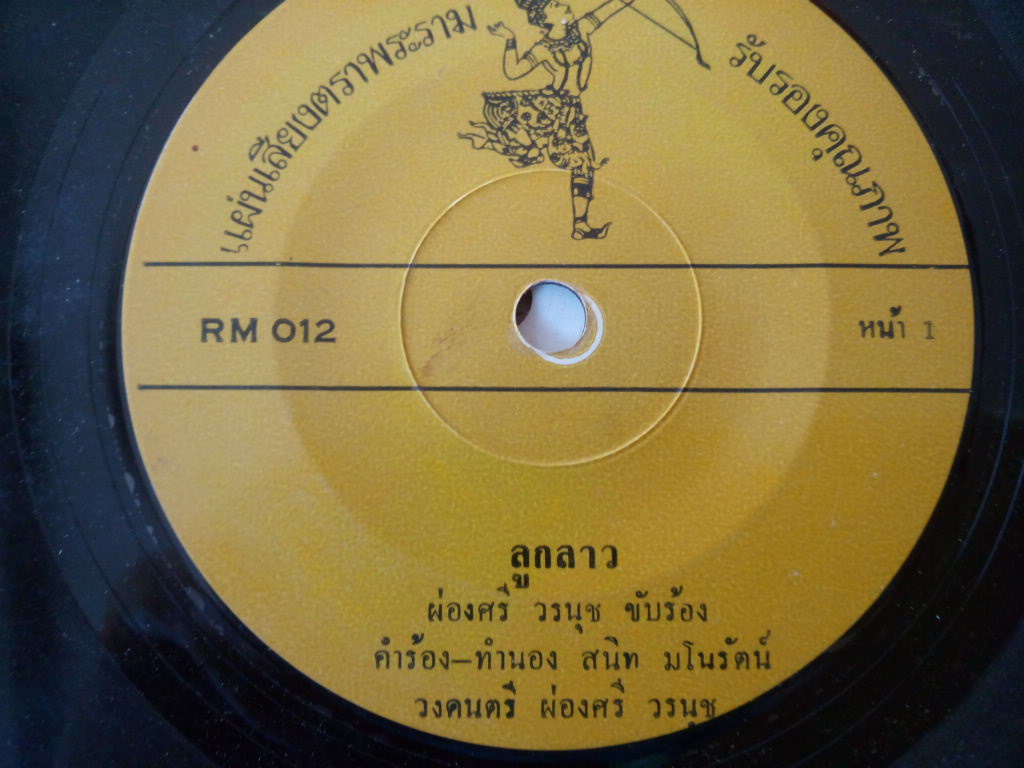 แผ่นเสียงตราพระราม
รับรองคุณภาพ
RM 012
หน้า 1
ลูกลาว
ผ่องศรี วรนุช ขับร้อง
คำร้อง-ทำนอง สนิท มโนรัตน์
วงดนตรี ผ่องศรี วรนุช